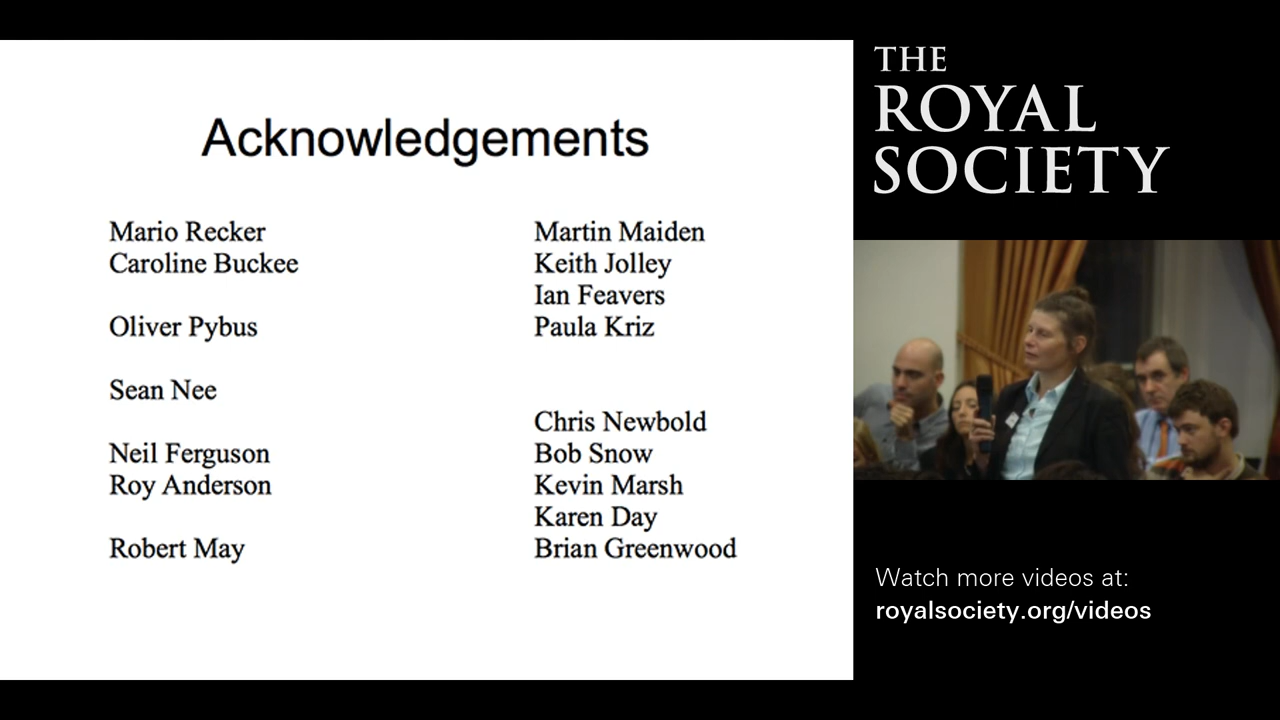 Acknowledgements
Mario Recker
Caroline Buckee
Oliver Pybus
Sean Nee
Neil Ferguson
Roy Anderson
Robert May
Martin Maiden
Keith Jolley
Ian Feavers
Paula Kriz
Chris Newbold
Bob Snow
Kevin Marsh
Karen Day
Brian Greenwood
THE
ROYAL
SOCIETY
Watch more videos at:
royalsociety.org/videos